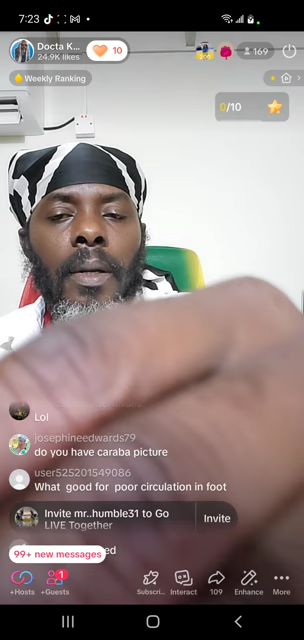 7:23
Docta K...
24.9K likes
10
169
Weekly Ranking
0/10
Lol
josephineedwards79
do you have caraba picture
user525201549086
What good for poor circulation in foot
Invite mr..humble31 to Go
LIVE Together
Invite
99+ new messages
ed
1
+Hosts
+Guests
Subscri...
Interact
109
Enhance
More